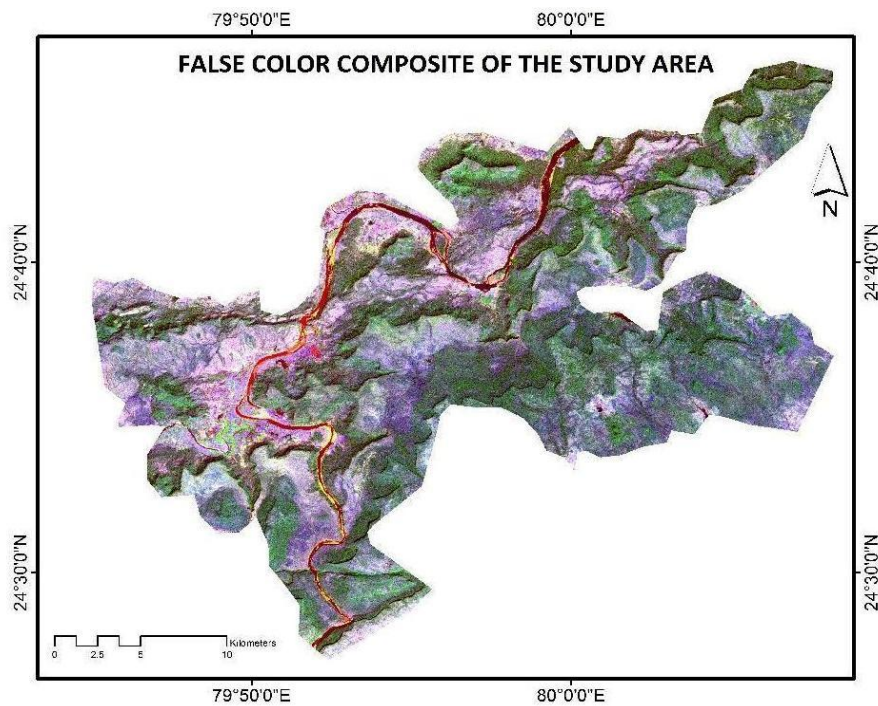 79°50'0"E 80°0'0"E
FALSE COLOR COMPOSITE OF THE STUDY AREA
N
24°40'0"N 24°40'0"N
24°30'0"N 24°30'0"N
Kilometers
0 2.5 5 10
79°50'0"E 80°0'0"E